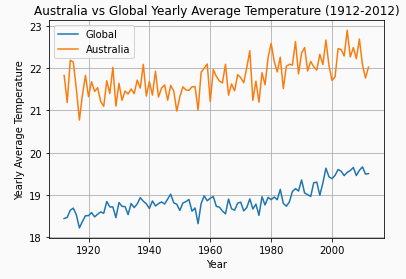 Australia vs Global Yearly Average Temperature (1912-2012)
Global
Australia
Yearly Average Temperature
23
22
21
20
19
18
1920
1940
1960
1980
2000
Year